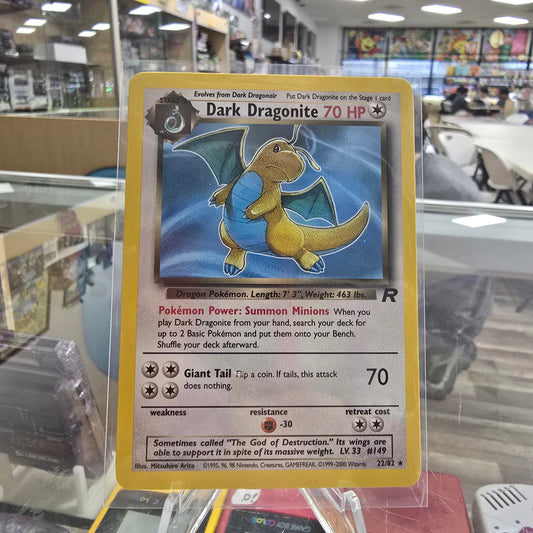 Evolves from Dark Dragonair
Put Dark Dragonite on the Stage 1 card
STAGE 2
Dark Dragonite 70 HP
Dragon Pokémon. Length: 7' 3", Weight: 463 lbs.
R
Pokémon Power: Summon Minions When you
play Dark Dragonite from your hand, search your deck for
up to 2 Basic Pokémon and put them onto your Bench.
Shuffle your deck afterward.
Giant Tail Flip a coin. If tails, this attack
does nothing.
70
weakness
resistance
retreat cost
-30
Sometimes called "The God of Destruction." Its wings are
able to support it in spite of its massive weight. LV. 33 #149
Illus. Mitsuhiro Arita
©1995, 96, 98 Nintendo, Creatures, GAMEFREAK. ©1999-2000 Wizards.
22/82 ★
GAME BOY COLOR